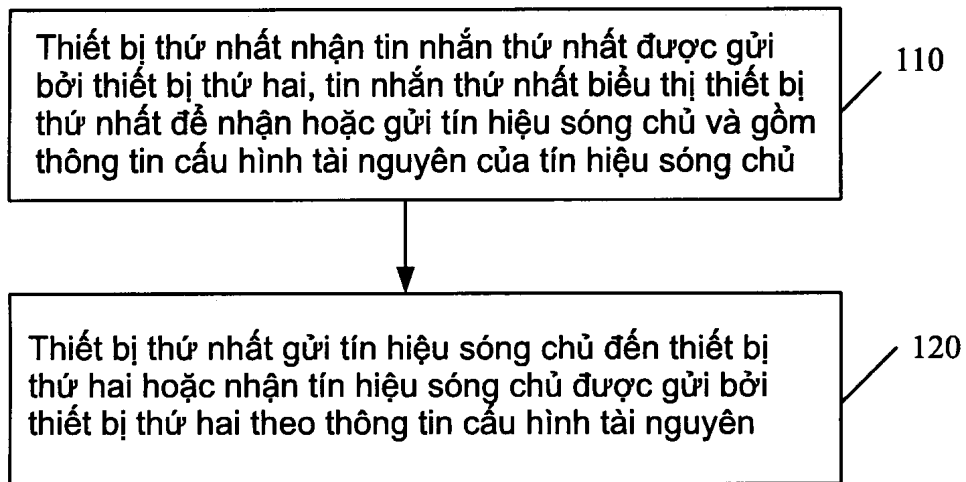 Thiết bị thứ nhất nhận tin nhắn thứ nhất được gửi
bởi thiết bị thứ hai, tin nhắn thứ nhất biểu thị thiết bị
thứ nhất để nhận hoặc gửi tín hiệu sóng chủ và gồm
thông tin cấu hình tài nguyên của tín hiệu sóng chủ
110
Thiết bị thứ nhất gửi tín hiệu sóng chủ đến thiết bị
thứ hai hoặc nhận tín hiệu sóng chủ được gửi bởi
thiết bị thứ hai theo thông tin cấu hình tài nguyên
120